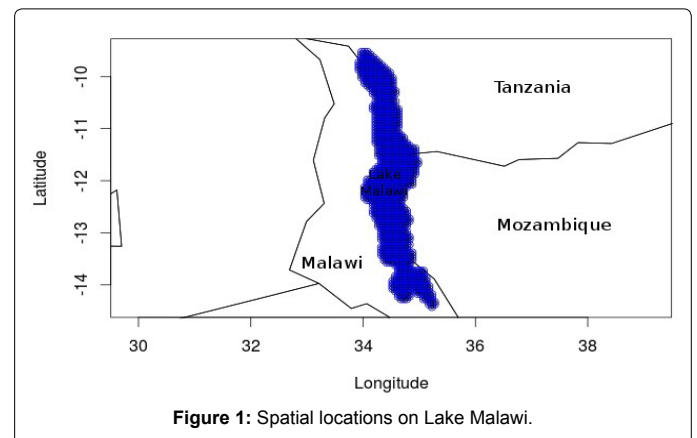 -10
Tanzania
-11
Latitude
-12
Lake
Malawi
-13
Mozambique
Malawi
-14
30
32
34
36
38
Longitude
Figure 1: Spatial locations on Lake Malawi.